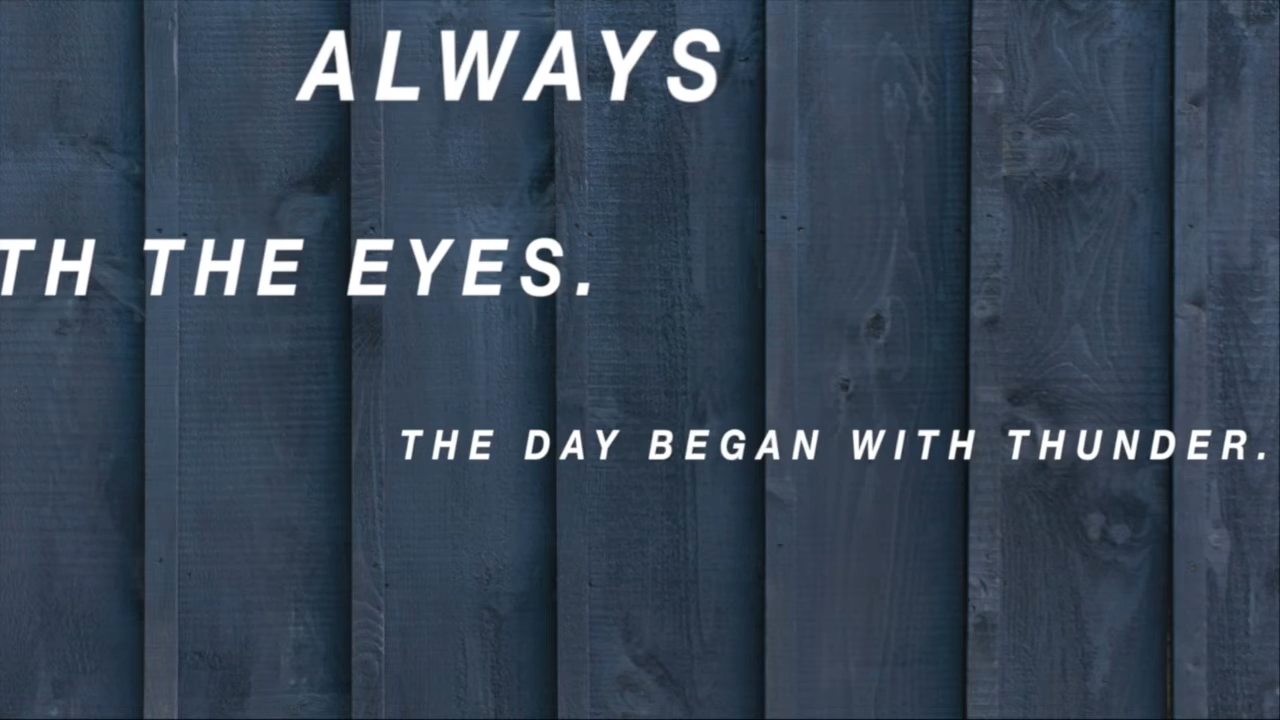 ALWAYS
TH THE EYES.
THE DAY BEGAN WITH THUNDER.